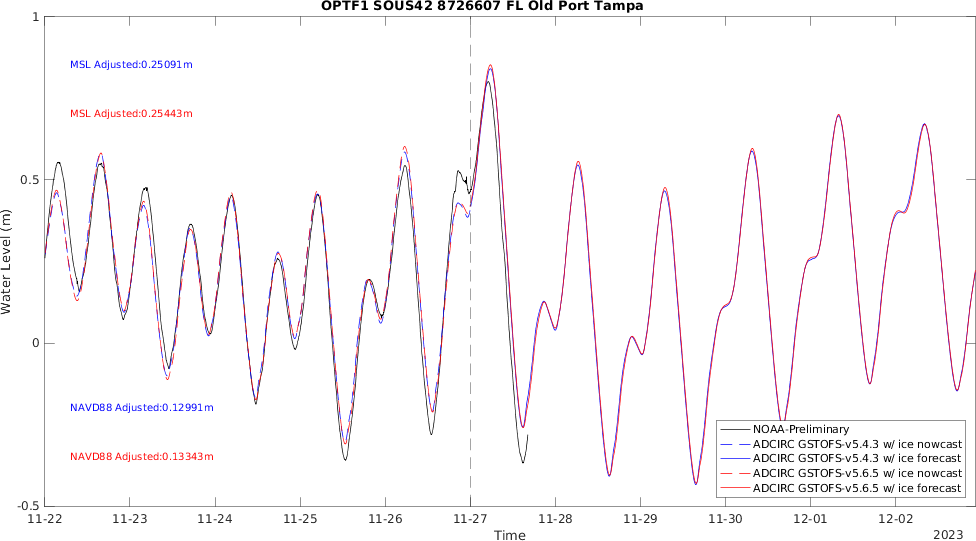 OPTF1 SOUS42 8726607 FL Old Port Tampa
1
MSL Adjusted:0.25091m
MSL Adjusted:0.25443m
0.5
Water Level (m)
0
NAVD88 Adjusted:0.12991m
NAVD88 Adjusted:0.13343m
NOAA-Preliminary
ADCIRC GSTOFS-v5.4.3 w/ ice nowcast
ADCIRC GSTOFS-v5.4.3 w/ ice forecast
ADCIRC GSTOFS-v5.6.5 w/ ice nowcast
ADCIRC GSTOFS-v5.6.5 w/ ice forecast
-0.5
11-22 11-23 11-24 11-25 11-26 11-27 11-28 11-29 11-30 12-01 12-02
Time
2023